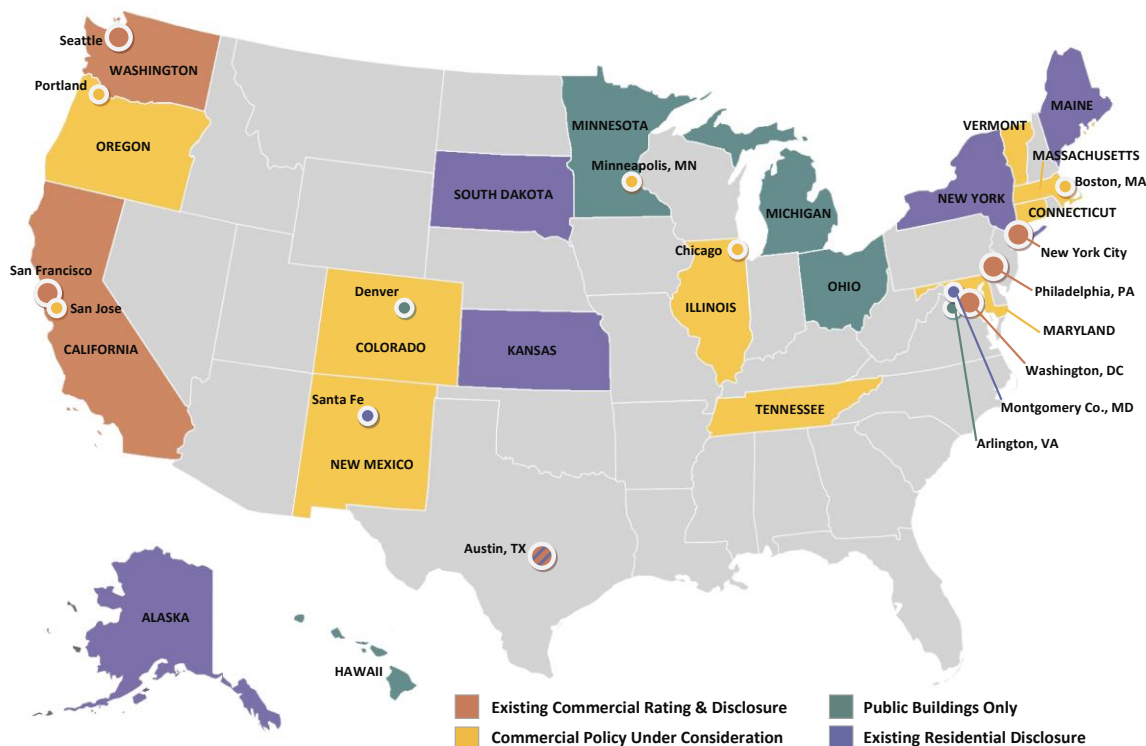 Seattle
WASHINGTON
Portland
OREGON
MINNESOTA
Minneapolis, MN
SOUTH DAKOTA
MICHIGAN
MAINE
VERMONT
MASSACHUSETTS
Boston, MA
NEW YORK
CONNECTICUT
New York City
Chicago
San Francisco
San Jose
CALIFORNIA
Denver
COLORADO
KANSAS
ILLINOIS
OHIO
Philadelphia, PA
MARYLAND
Washington, DC
Montgomery Co., MD
Arlington, VA
Santa Fe
NEW MEXICO
TENNESSEE
Austin, TX
ALASKA
HAWAII
Existing Commercial Rating & Disclosure
Commercial Policy Under Consideration
Public Buildings Only
Existing Residential Disclosure